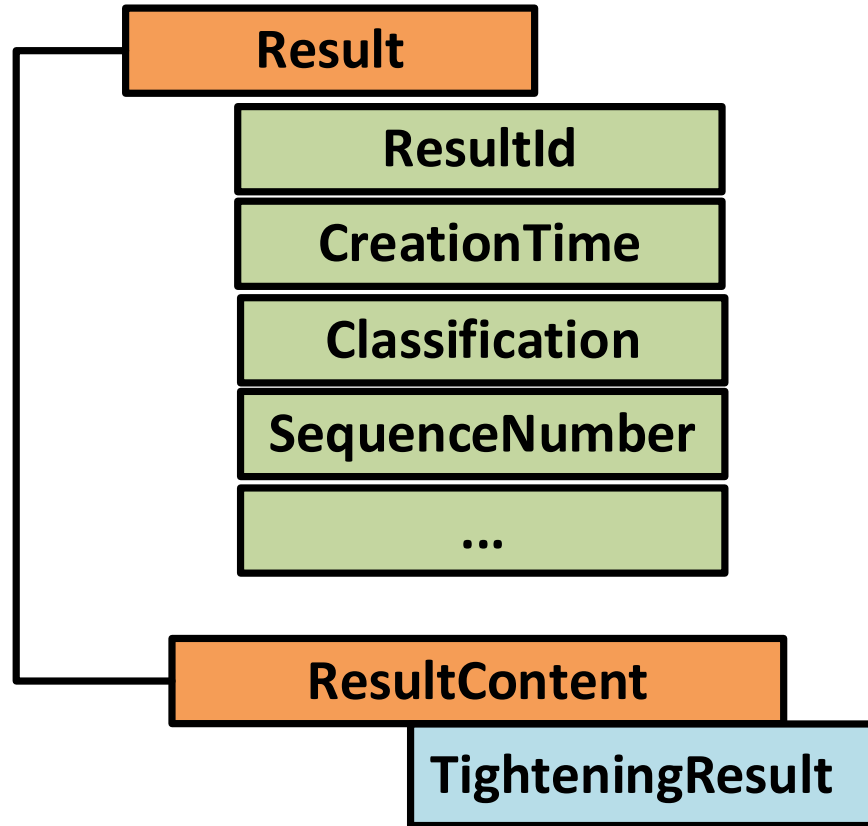 Result
ResultId
CreationTime
Classification
SequenceNumber
...
ResultContent
TighteningResult